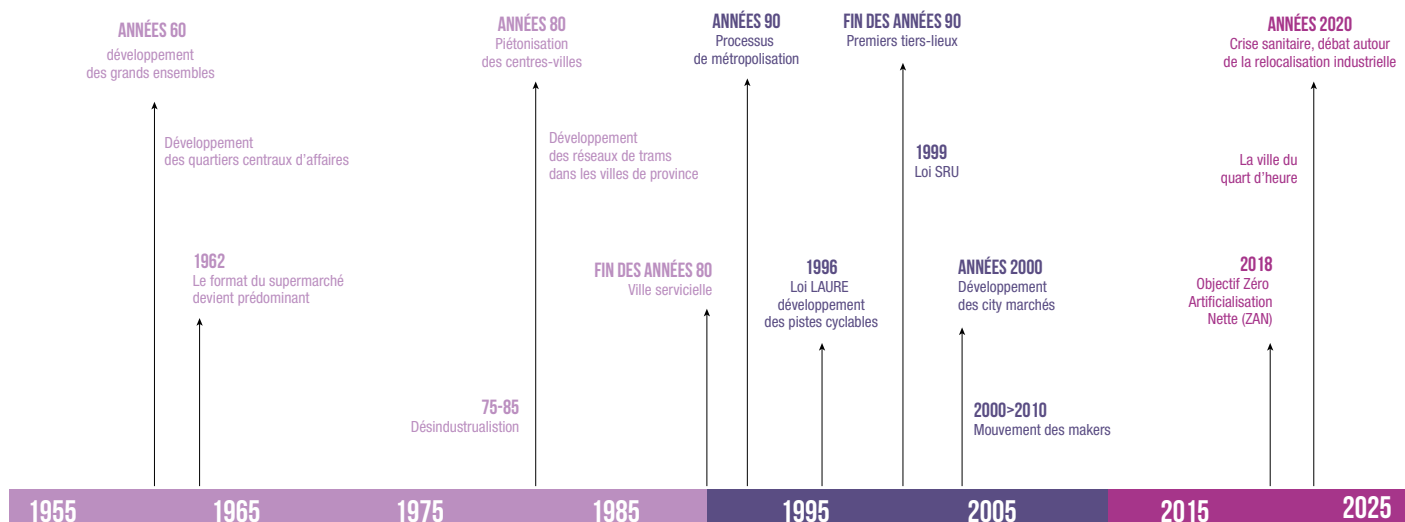 ANNÉES 60
développement
des grands ensembles
Développement
des quartiers centraux d’affaires
1962
Le format du supermarché
devient prédominant
ANNÉES 80
Piétonisation
des centres-villes
Développement
des réseaux de trams
dans les villes de province
75-85
Désindustrualistion
FIN DES ANNÉES 80
Ville servicielle
ANNÉES 90
Processus
de métropolisation
1996
Loi LAURE
développement
des pistes cyclables
FIN DES ANNÉES 90
Premiers tiers-lieux
1999
Loi SRU
ANNÉES 2000
Développement
des city marchés
2000>2010
Mouvement des makers
ANNÉES 2020
Crise sanitaire, débat autour
de la relocalisation industrielle
La ville du
quart d’heure
2018
Objectif Zéro
Artificialisation
Nette (ZAN)
1955 1965 1975 1985 1995 2005 2015 2025